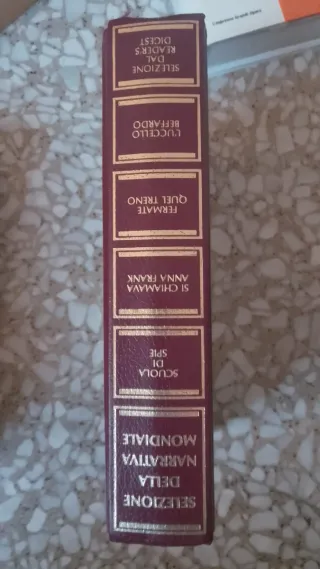 SELEZIONE
DELLA
NARRATIVA
MONDIALE
SCUOLA
DI
SPIE
SI CHIAMAVA
ANNA FRANK
FERMATE
QUEL TRENO
L'UCCELLO
BEFFARDO
SELEZIONE
DAL
READER'S
DIGEST